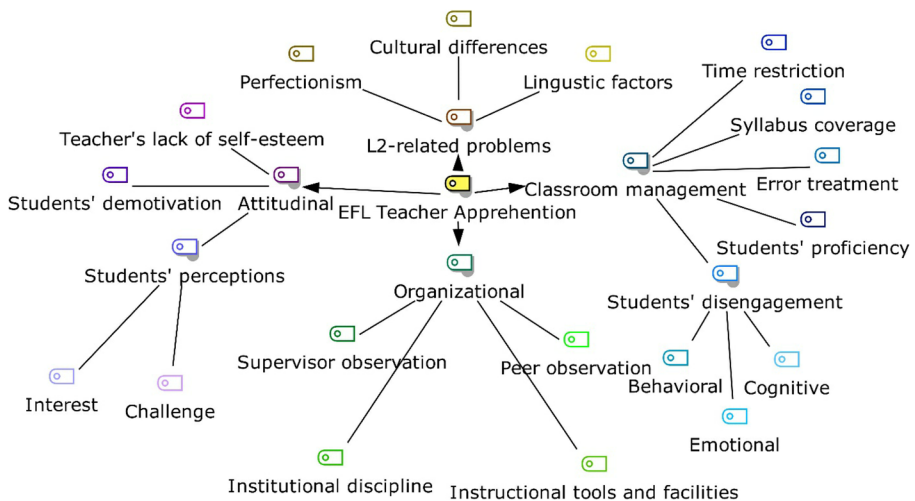 Cultural differences
Perfectionism
Lingustic factors
Time restriction
Teacher's lack of self-esteem
L2-related problems
Syllabus coverage
Students' demotivation
Attitudinal
EFL Teacher Apprehention
Classroom management
Error treatment
Students' proficiency
Students' perceptions
Organizational
Students' disengagement
Supervisor observation
Peer observation
Behavioral
Cognitive
Interest
Challenge
Emotional
Institutional discipline
Instructional tools and facilities